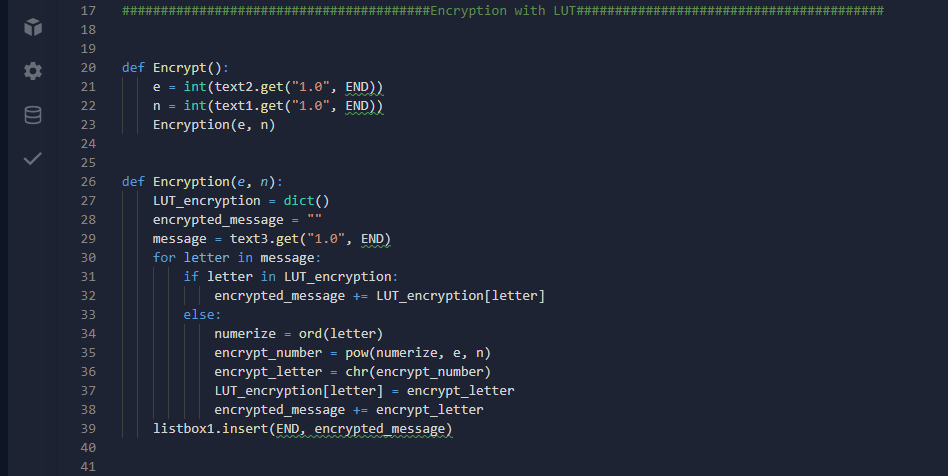 17 ########################################Encryption with LUT########################################
18
19
20 def Encrypt():
21     e = int(text2.get("1.0", END))
22     n = int(text1.get("1.0", END))
23     Encryption(e, n)
24
25
26 def Encryption(e, n):
27     LUT_encryption = dict()
28     encrypted_message = ""
29     message = text3.get("1.0", END)
30     for letter in message:
31         if letter in LUT_encryption:
32             encrypted_message += LUT_encryption[letter]
33         else:
34             numerize = ord(letter)
35             encrypt_number = pow(numerize, e, n)
36             encrypt_letter = chr(encrypt_number)
37             LUT_encryption[letter] = encrypt_letter
38             encrypted_message += encrypt_letter
39     listbox1.insert(END, encrypted_message)
40
41